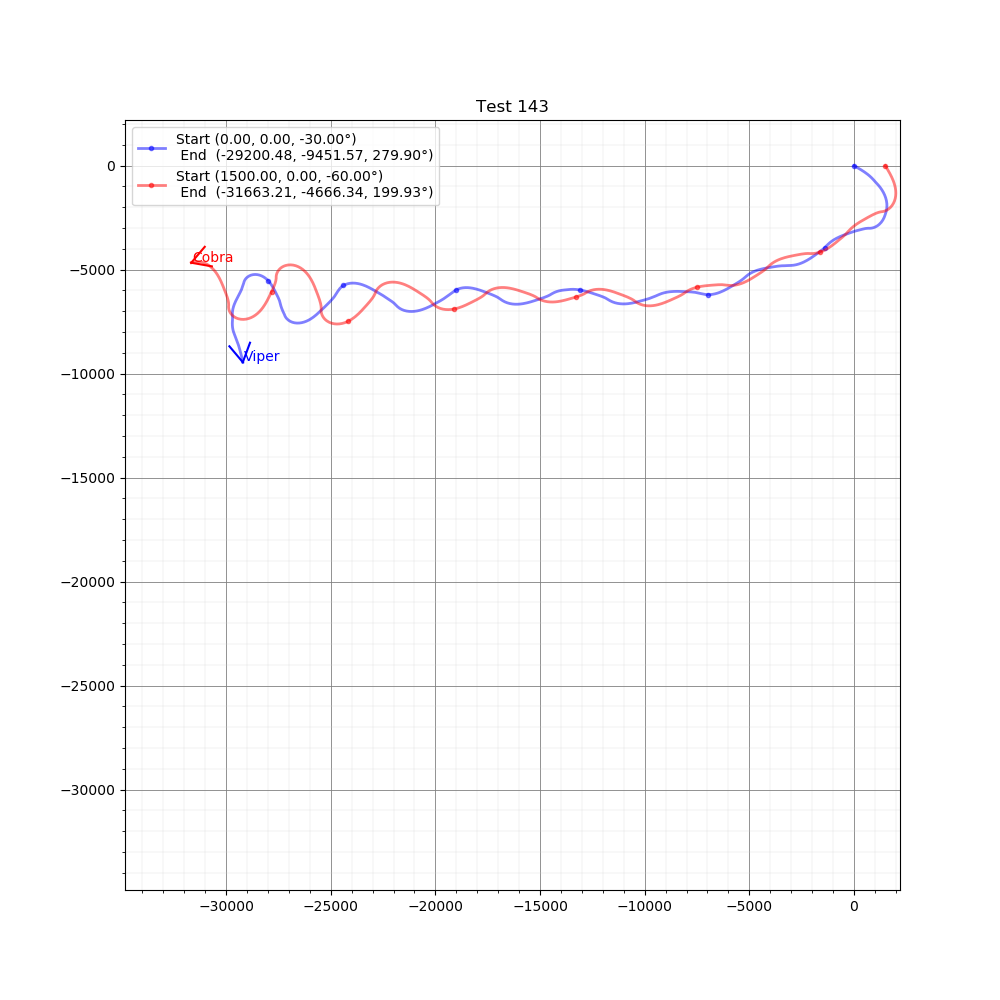 Test 143
Start (0.00, 0.00, -30.00°)
End (-29200.48, -9451.57, 279.90°)
Start (1500.00, 0.00, -60.00°)
End (-31663.21, -4666.34, 199.93°)
Cobra
Viper
0
−5000
−10000
−15000
−20000
−25000
−30000
−30000 −25000 −20000 −15000 −10000 −5000 0